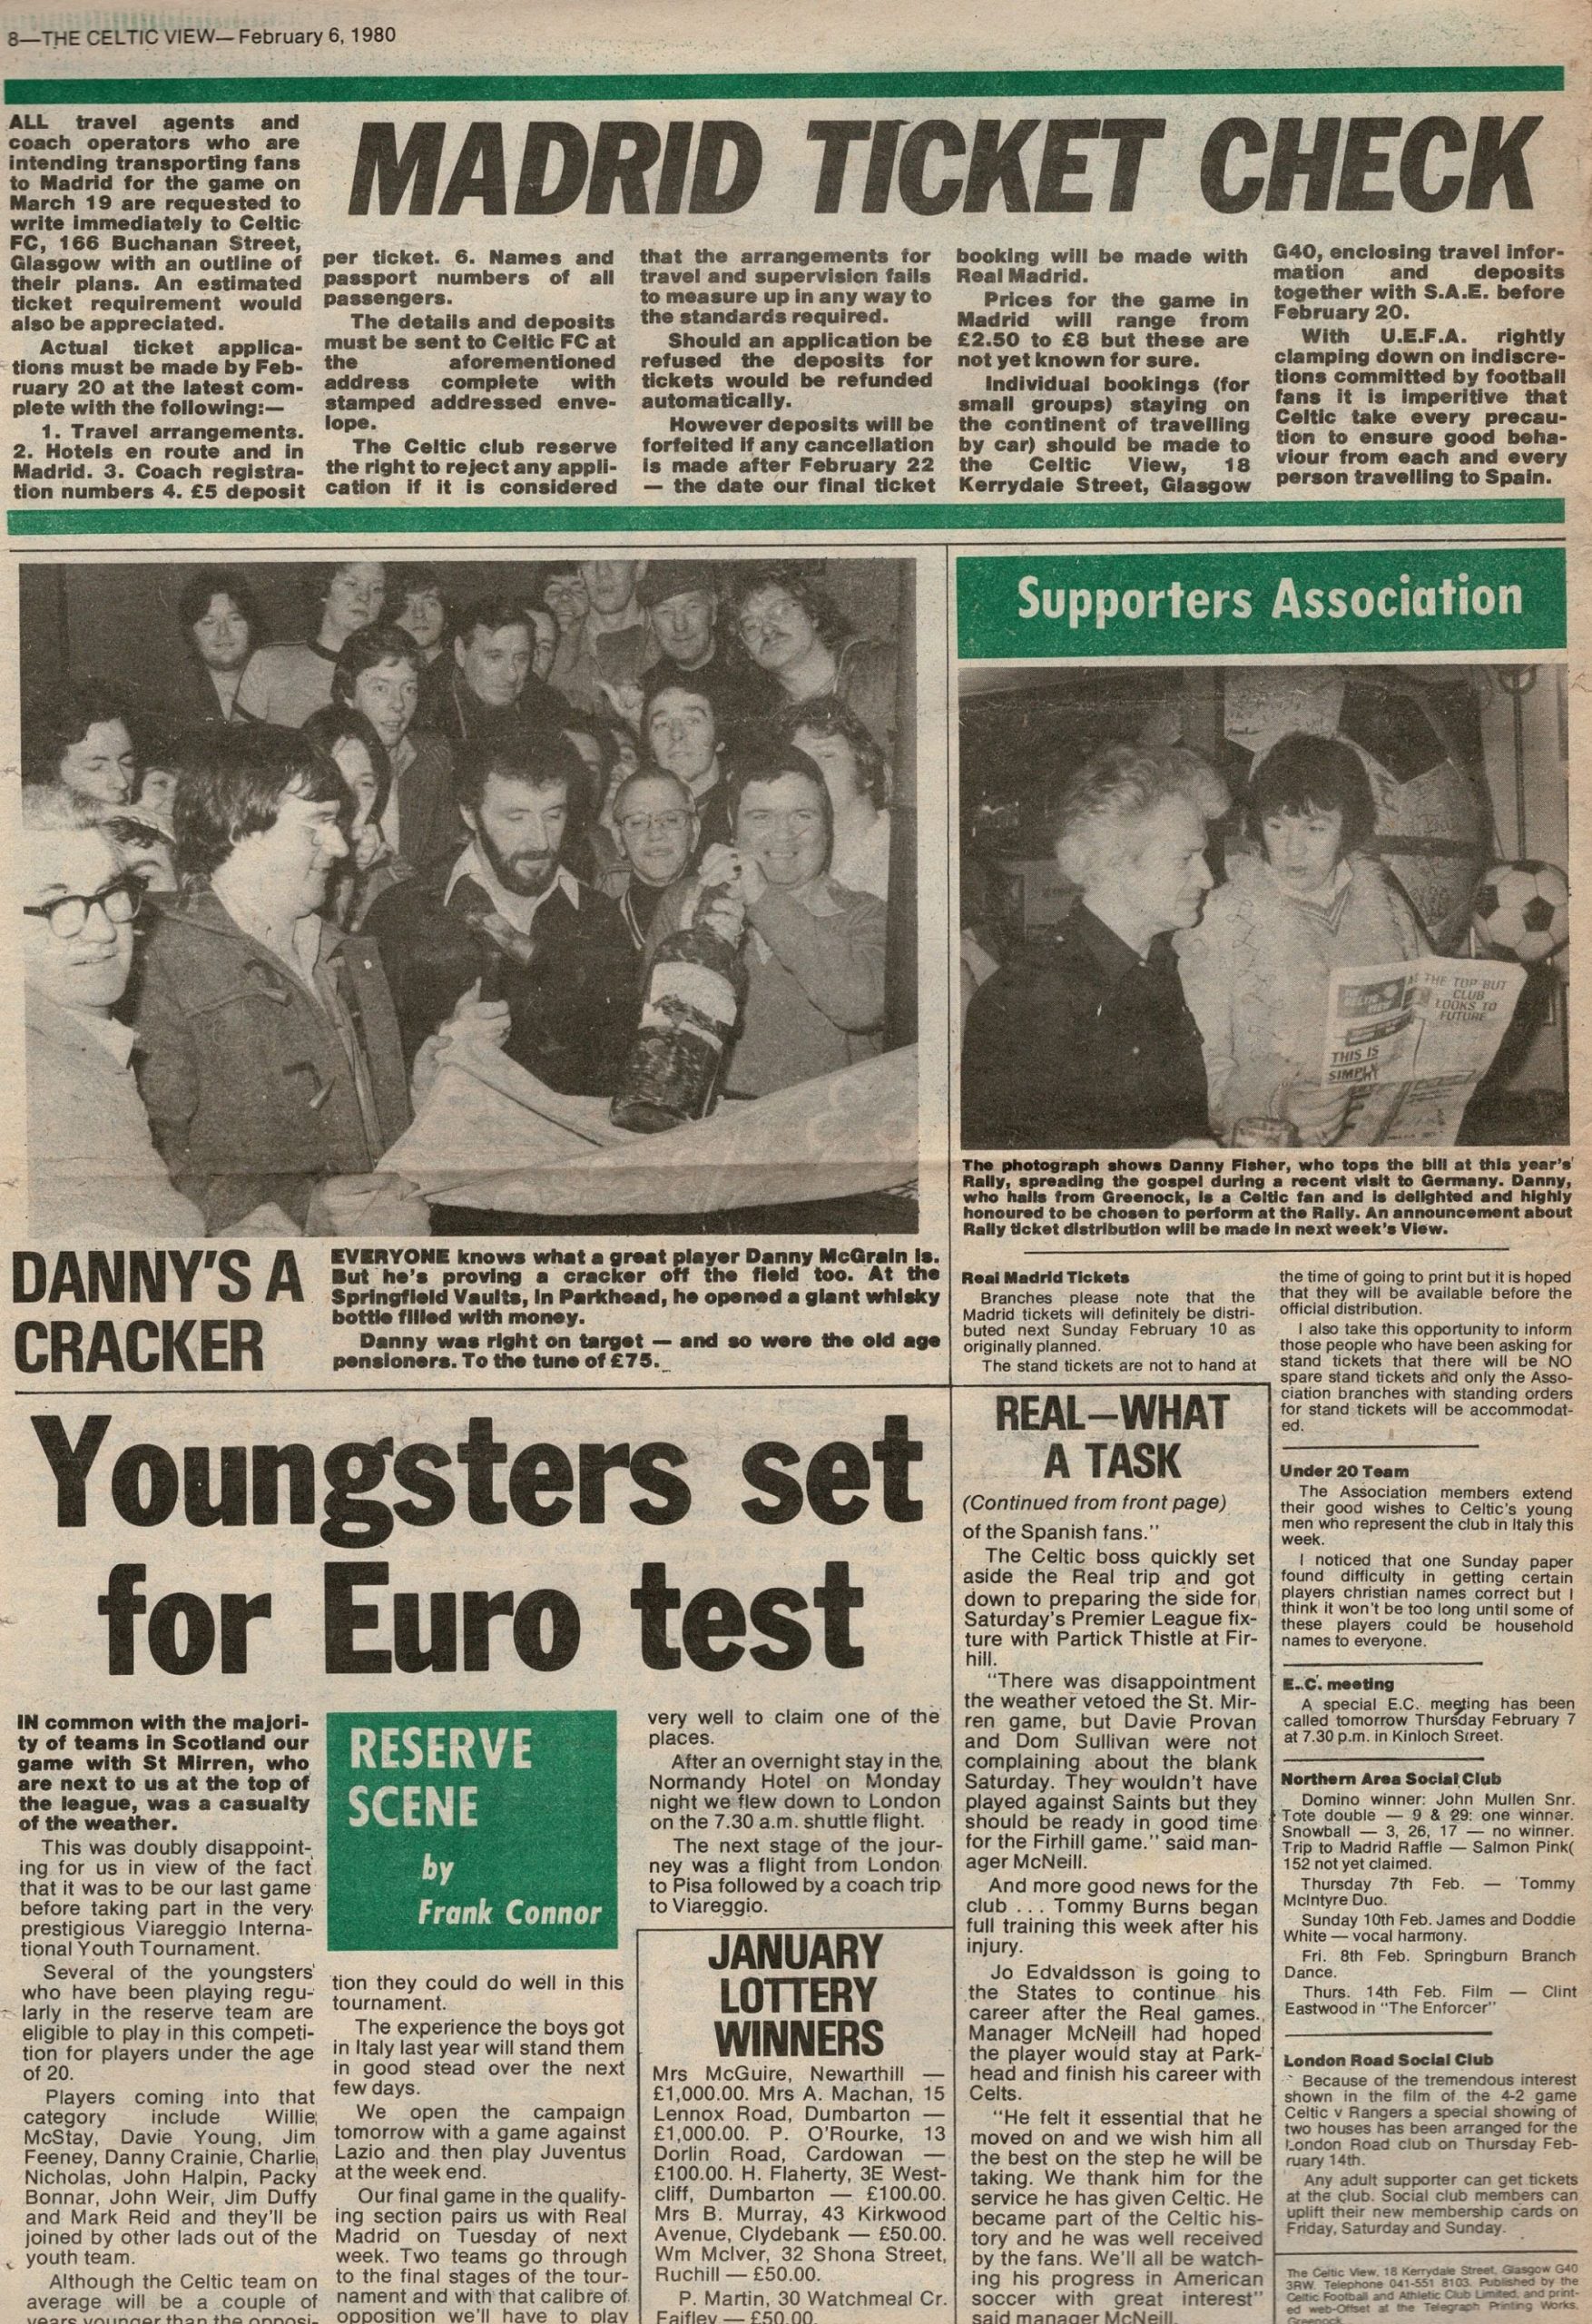 8—THE CELTIC VIEW—February 6, 1980
MADRID TICKET CHECK
ALL travel agents and
coach operators who are
intending transporting fans
to Madrid for the game on
March 19 are requested to
write immediately to Celtic
FC, 166 Buchanan Street,
Glasgow with an outline of
their plans. An estimated
ticket requirement would
also be appreciated.
Actual ticket applica-
tions must be made by Feb-
ruary 20 at the latest com-
plete with the following:—
1. Travel arrangements.
2. Hotels en route and in
Madrid. 3. Coach registra-
tion numbers 4. £5 deposit
per ticket. 6. Names and
passport numbers of all
passengers.
The details and deposits
must be sent to Celtic FC at
the aforementioned
address complete with
stamped addressed enve-
lope.
The Celtic club reserve
the right to reject any appli-
cation if it is considered
that the arrangements for
travel and supervision fails
to measure up in any way to
the standards required.
Should an application be
refused the deposits for
tickets would be refunded
automatically.
However deposits will be
forfeited if any cancellation
is made after February 22
— the date our final ticket
booking will be made with
Real Madrid.
Prices for the game in
Madrid will range from
£2.50 to £8 but these are
not yet known for sure.
Individual bookings (for
small groups) staying on
the continent of travelling
by car) should be made to
the Celtic View, 18
Kerrydale Street, Glasgow
G40, enclosing travel infor-
mation and deposits
together with S.A.E. before
February 20.
With U.E.F.A. rightly
clamping down on indiscre-
tions committed by football
fans it is imperitive that
Celtic take every precau-
tion to ensure good beha-
viour from each and every
person travelling to Spain.
DANNY'S A
CRACKER
EVERYONE knows what a great player Danny McGrain is.
But he's proving a cracker off the field too. At the
Springfield Vaults, in Parkhead, he opened a giant whisky
bottle filled with money.
Danny was right on target — and so were the old age
pensioners. To the tune of £75.
Supporters Association
AT THE TOP BUT
CLUB
LOOKS TO
FUTURE
THIS IS
SIMPLY
The photograph shows Danny Fisher, who tops the bill at this year's
Rally, spreading the gospel during a recent visit to Germany. Danny,
who hails from Greenock, is a Celtic fan and is delighted and highly
honoured to be chosen to perform at the Rally. An announcement about
Rally ticket distribution will be made in next week's View.
Real Madrid Tickets
Branches please note that the
Madrid tickets will definitely be distri-
buted next Sunday February 10 as
originally planned.
The stand tickets are not to hand at
the time of going to print but it is hoped
that they will be available before the
official distribution.
I also take this opportunity to inform
those people who have been asking for
stand tickets that there will be NO
spare stand tickets and only the Asso-
ciation branches with standing orders
for stand tickets will be accommodat-
ed.
Under 20 Team
The Association members extend
their good wishes to Celtic's young
men who represent the club in Italy this
week.
I noticed that one Sunday paper
found difficulty in getting certain
players christian names correct but I
think it won't be too long until some of
these players could be household
names to everyone.
E.C. meeting
A special E.C. meeting has been
called tomorrow Thursday February 7
at 7.30 p.m. in Kinloch Street.
Northern Area Social Club
Domino winner: John Mullen Snr.
Tote double — 9 & 29: one winner.
Snowball — 3, 26, 17 — no winner.
Trip to Madrid Raffle — Salmon Pink(
152 not yet claimed.
Thursday 7th Feb. — Tommy
McIntyre Duo.
Sunday 10th Feb. James and Doddie
White — vocal harmony.
Fri. 8th Feb. Springburn Branch
Dance.
Thurs. 14th Feb. Film — Clint
Eastwood in "The Enforcer"
London Road Social Club
Because of the tremendous interest
shown in the film of the 4-2 game
Celtic v Rangers a special showing of
two houses has been arranged for the
London Road club on Thursday Feb-
ruary 14th.
Any adult supporter can get tickets
at the club. Social club members can
uplift their new membership cards on
Friday, Saturday and Sunday.
The Celtic View, 18 Kerrydale Street, Glasgow G40
3RW. Telephone 041-551 8103. Published by the
Celtic Football and Athletic Club Limited, and print-
ed web-Offset at the Telegraph Printing Works,
Greenock.
REAL—WHAT
A TASK
(Continued from front page)
of the Spanish fans."
The Celtic boss quickly set
aside the Real trip and got
down to preparing the side for
Saturday's Premier League fix-
ture with Partick Thistle at Fir-
hill.
"There was disappointment
the weather vetoed the St. Mir-
ren game, but Davie Provan
and Dom Sullivan were not
complaining about the blank
Saturday. They wouldn't have
played against Saints but they
should be ready in good time
for the Firhill game." said man-
ager McNeill.
And more good news for the
club ... Tommy Burns began
full training this week after his
injury.
Jo Edvaldsson is going to
the States to continue his
career after the Real games.
Manager McNeill had hoped
the player would stay at Park-
head and finish his career with
Celts.
"He felt it essential that he
moved on and we wish him all
the best on the step he will be
taking. We thank him for the
service he has given Celtic. He
became part of the Celtic his-
tory and he was well received
by the fans. We'll all be watch-
ing his progress in American
soccer with great interest"
said manager McNeill.
Youngsters set
for Euro test
RESERVE
SCENE
by
Frank Connor
IN common with the majori-
ty of teams in Scotland our
game with St Mirren, who
are next to us at the top of
the league, was a casualty
of the weather.
This was doubly disappoint-
ing for us in view of the fact
that it was to be our last game
before taking part in the very
prestigious Viareggio Interna-
tional Youth Tournament.
Several of the youngsters
who have been playing regu-
larly in the reserve team are
eligible to play in this competi-
tion for players under the age
of 20.
Players coming into that
category include Willie
McStay, Davie Young, Jim
Feeney, Danny Crainie, Charlie
Nicholas, John Halpin, Packy
Bonnar, John Weir, Jim Duffy
and Mark Reid and they'll be
joined by other lads out of the
youth team.
Although the Celtic team on
average will be a couple of
years younger than the opposi-
tion they could do well in this
tournament.
The experience the boys got
in Italy last year will stand them
in good stead over the next
few days.
We open the campaign
tomorrow with a game against
Lazio and then play Juventus
at the week end.
Our final game in the qualify-
ing section pairs us with Real
Madrid on Tuesday of next
week. Two teams go through
to the final stages of the tour-
nament and with that calibre of
opposition we'll have to play
very well to claim one of the
places.
After an overnight stay in the
Normandy Hotel on Monday
night we flew down to London
on the 7.30 a.m. shuttle flight.
The next stage of the jour-
ney was a flight from London
to Pisa followed by a coach trip
to Viareggio.
JANUARY
LOTTERY
WINNERS
Mrs McGuire, Newarthill —
£1,000.00. Mrs A. Machan, 15
Lennox Road, Dumbarton —
£1,000.00. P. O'Rourke, 13
Dorlin Road, Cardowan —
£100.00. H. Flaherty, 3E West-
cliff, Dumbarton — £100.00.
Mrs B. Murray, 43 Kirkwood
Avenue, Clydebank — £50.00.
Wm McIver, 32 Shona Street,
Ruchill — £50.00.
P. Martin, 30 Watchmeal Cr.
Faifley — £50.00.